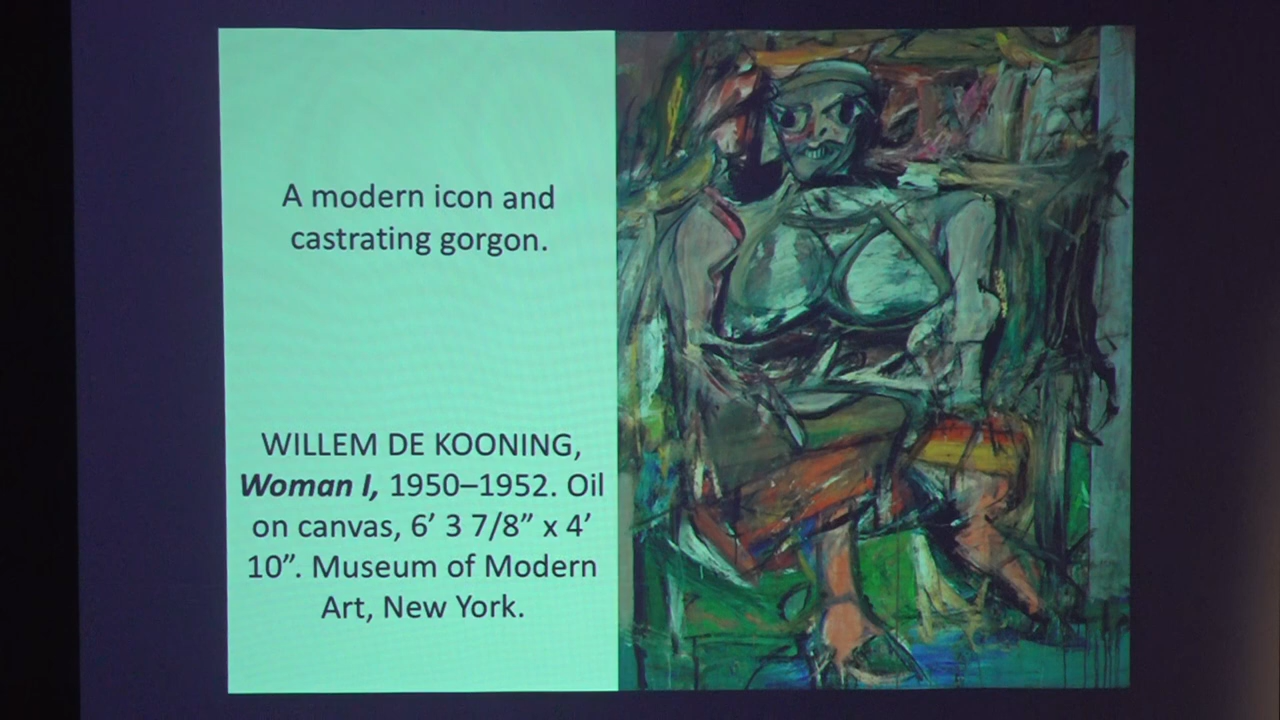 A modern icon and
castrating gorgon.
WILLEM DE KOONING,
Woman I, 1950–1952. Oil
on canvas, 6’ 3 7/8” x 4’
10”. Museum of Modern
Art, New York.